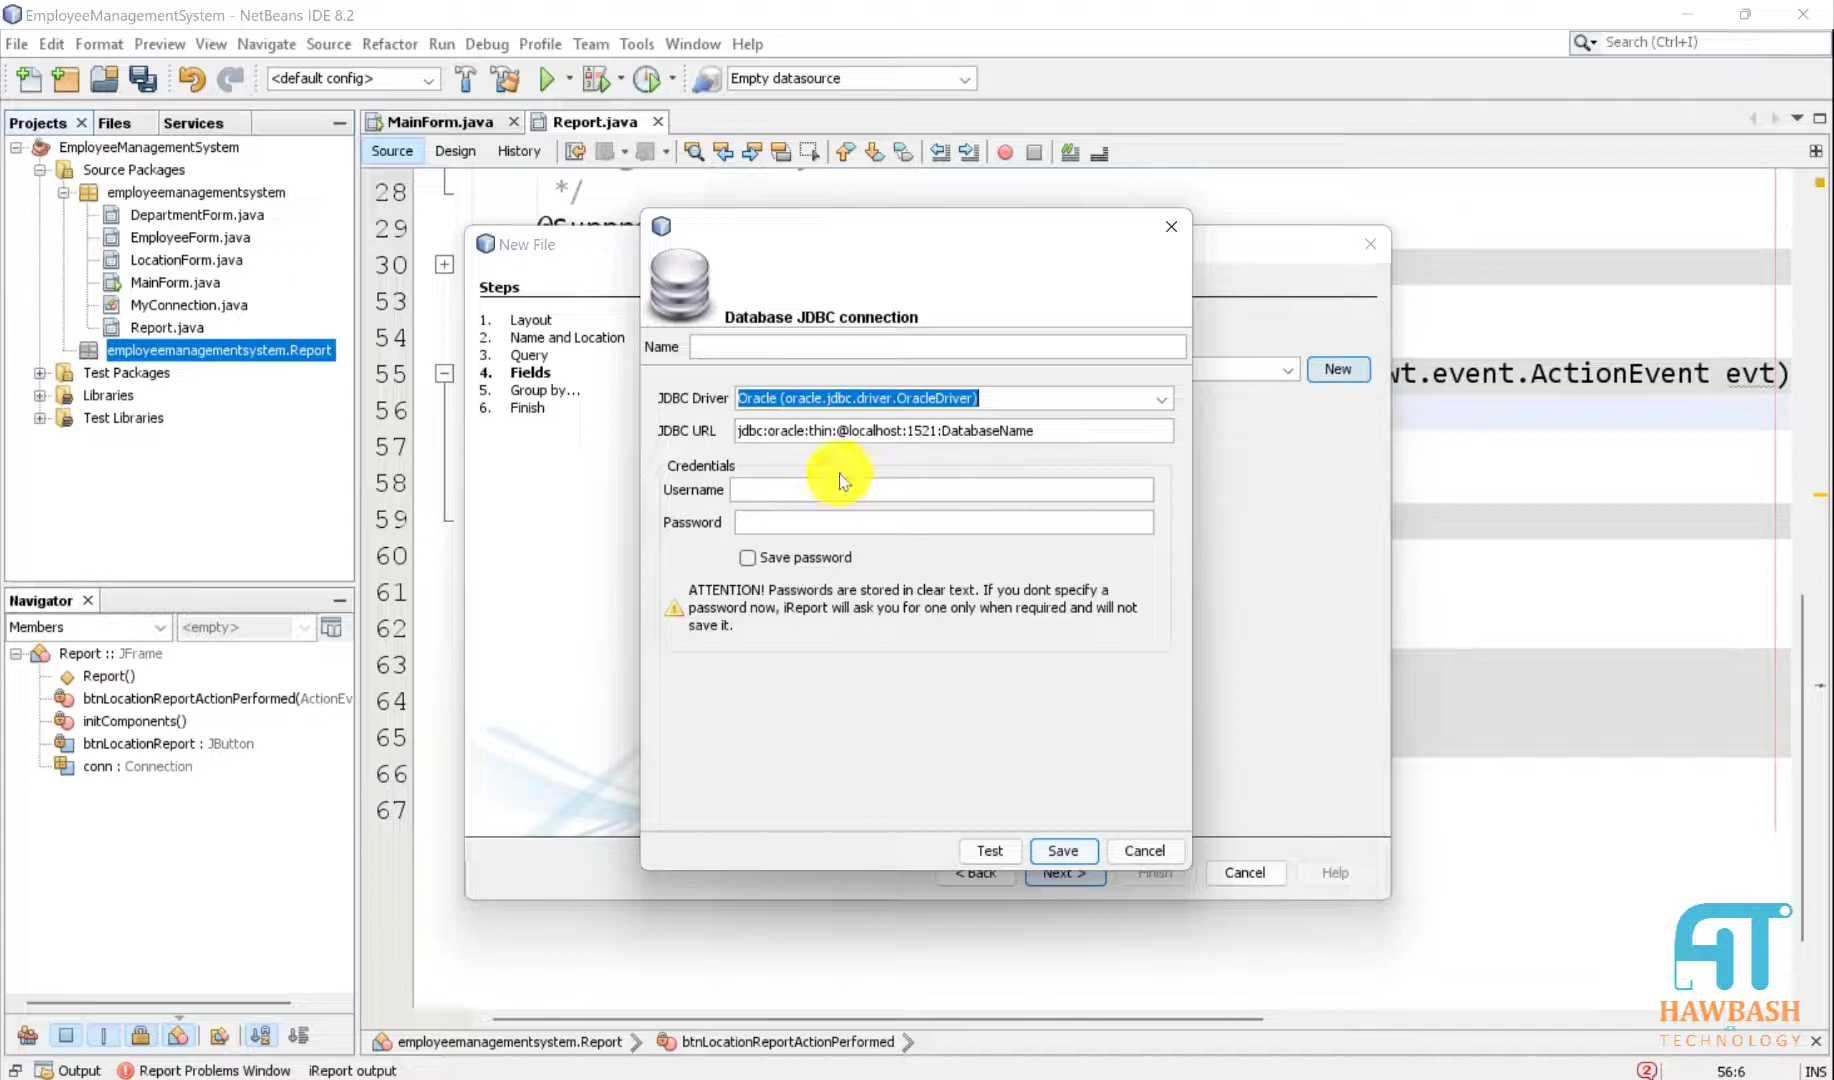 EmployeeManagementSystem - NetBeans IDE 8.2
File Edit Format Preview View Navigate Source Refactor Run Debug Profile Team Tools Window Help
Search (Ctrl+I)
<default config>
Empty datasource
Projects Files Services
MainForm.java Report.java
Source Design History
EmployeeManagementSystem
Source Packages
employeemanagementsystem
DepartmentForm.java
EmployeeForm.java
LocationForm.java
MainForm.java
MyConnection.java
Report.java
employeemanagementsystem.Report
Test Packages
Libraries
Test Libraries
28 */
29
30
53
54
55 wt.event.ActionEvent evt)
56
57
58
59
60
61
62
63
64
65
66
67
New File
Steps
1. Layout
2. Name and Location
3. Query
4. Fields
5. Group by...
6. Finish
New
< Back Next > Finish Cancel Help
Database JDBC connection
Name
JDBC Driver Oracle (oracle.jdbc.driver.OracleDriver)
JDBC URL jdbc:oracle:thin:@localhost:1521:DatabaseName
Credentials
Username
Password
Save password
ATTENTION! Passwords are stored in clear text. If you dont specify a
password now, iReport will ask you for one only when required and will not
save it.
Test Save Cancel
Navigator
Members <empty>
Report :: JFrame
Report()
btnLocationReportActionPerformed(ActionEv
initComponents()
btnLocationReport : JButton
conn : Connection
employeemanagementsystem.Report btnLocationReportActionPerformed
Output Report Problems Window iReport output
2 56:6 INS
HAWBASH
TECHNOLOGY